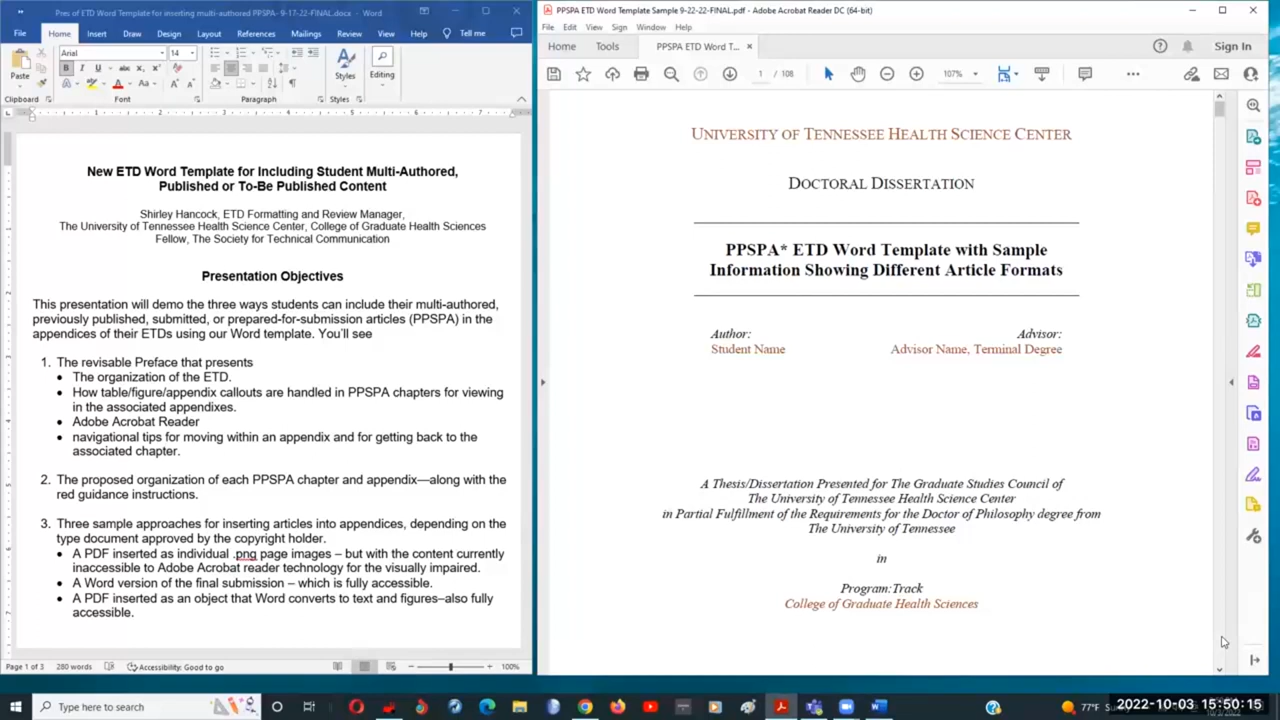 Pres of ETD Word Template for inserting multi-authored PPSPA- 9-17-22-FINAL.docx - Word
File Home Insert Draw Design Layout References Mailings Review View Help Tell me
Arial 14
Paste Styles Editing
Clipboard Font Paragraph Styles
New ETD Word Template for Including Student Multi-Authored,
Published or To-Be Published Content
Shirley Hancock, ETD Formatting and Review Manager,
The University of Tennessee Health Science Center, College of Graduate Health Sciences
Fellow, The Society for Technical Communication
Presentation Objectives
This presentation will demo the three ways students can include their multi-authored,
previously published, submitted, or prepared-for-submission articles (PPSPA) in the
appendices of their ETDs using our Word template. You'll see
1. The revisable Preface that presents
• The organization of the ETD.
• How table/figure/appendix callouts are handled in PPSPA chapters for viewing
in the associated appendixes.
• Adobe Acrobat Reader
• navigational tips for moving within an appendix and for getting back to the
associated chapter.
2. The proposed organization of each PPSPA chapter and appendix—along with the
red guidance instructions.
3. Three sample approaches for inserting articles into appendices, depending on the
type document approved by the copyright holder.
• A PDF inserted as individual .png page images – but with the content currently
inaccessible to Adobe Acrobat reader technology for the visually impaired.
• A Word version of the final submission – which is fully accessible.
• A PDF inserted as an object that Word converts to text and figures–also fully
accessible.
Page 1 of 3 280 words Accessibility: Good to go 100%
PPSPA ETD Word Template Sample 9-22-22-FINAL.pdf - Adobe Acrobat Reader DC (64-bit)
File Edit View Sign Window Help
Home Tools PPSPA ETD Word T... Sign In
1 / 108 107%
UNIVERSITY OF TENNESSEE HEALTH SCIENCE CENTER
DOCTORAL DISSERTATION
PPSPA* ETD Word Template with Sample
Information Showing Different Article Formats
Author: Advisor:
Student Name Advisor Name, Terminal Degree
A Thesis/Dissertation Presented for The Graduate Studies Council of
The University of Tennessee Health Science Center
in Partial Fulfillment of the Requirements for the Doctor of Philosophy degree from
The University of Tennessee
in
Program:Track
College of Graduate Health Sciences
Type here to search 77°F 2022-10-03 15:50:15